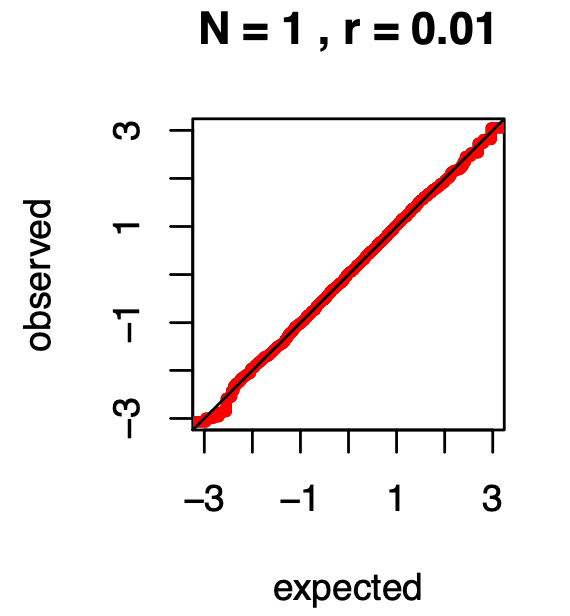 N = 1 , r = 0.01
observed
3
1
−1
−3
−3 −1 1 3
expected